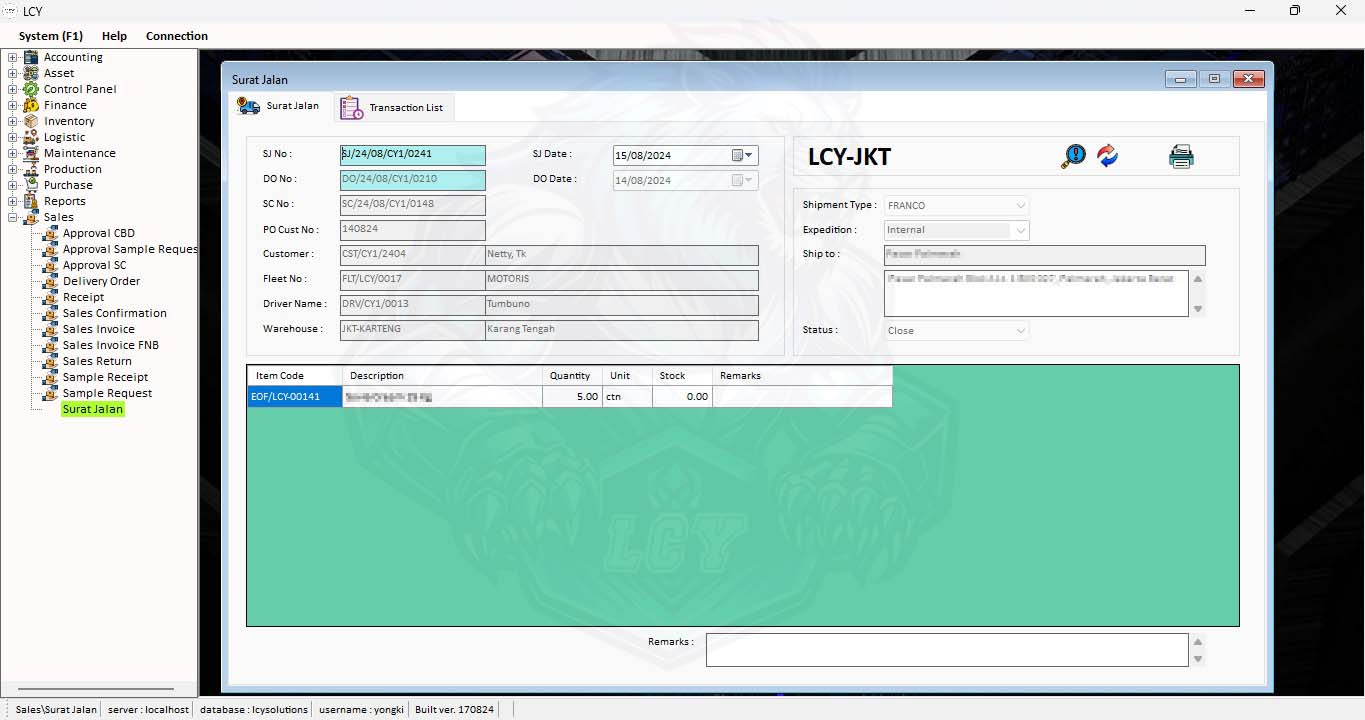 LCY
System (F1) Help Connection
Accounting
Asset
Control Panel
Finance
Inventory
Logistic
Maintenance
Production
Purchase
Reports
Sales
Approval CBD
Approval Sample Reques
Approval SC
Delivery Order
Receipt
Sales Confirmation
Sales Invoice
Sales Invoice FNB
Sales Return
Sample Receipt
Sample Request
Surat Jalan
Surat Jalan
Surat Jalan Transaction List
SJ No : SJ/24/08/CY1/0241 SJ Date : 15/08/2024
DO No : DO/24/08/CY1/0210 DO Date : 14/08/2024
SC No : SC/24/08/CY1/0148
PO Cust No : 140824
Customer : CST/CY1/2404 Netty, Tk
Fleet No : FLT/LCY/0017 MOTORIS
Driver Name : DRV/CY1/0013 Tumbuno
Warehouse : JKT-KARTENG Karang Tengah
LCY-JKT
Shipment Type : FRANCO
Expedition : Internal
Ship to :
Status : Close
Item Code Description Quantity Unit Stock Remarks
EOF/LCY-00141 5.00 ctn 0.00
LCY
Remarks :
Sales\Surat Jalan server : localhost database : lcysolutions username : yongki Built ver. 170824